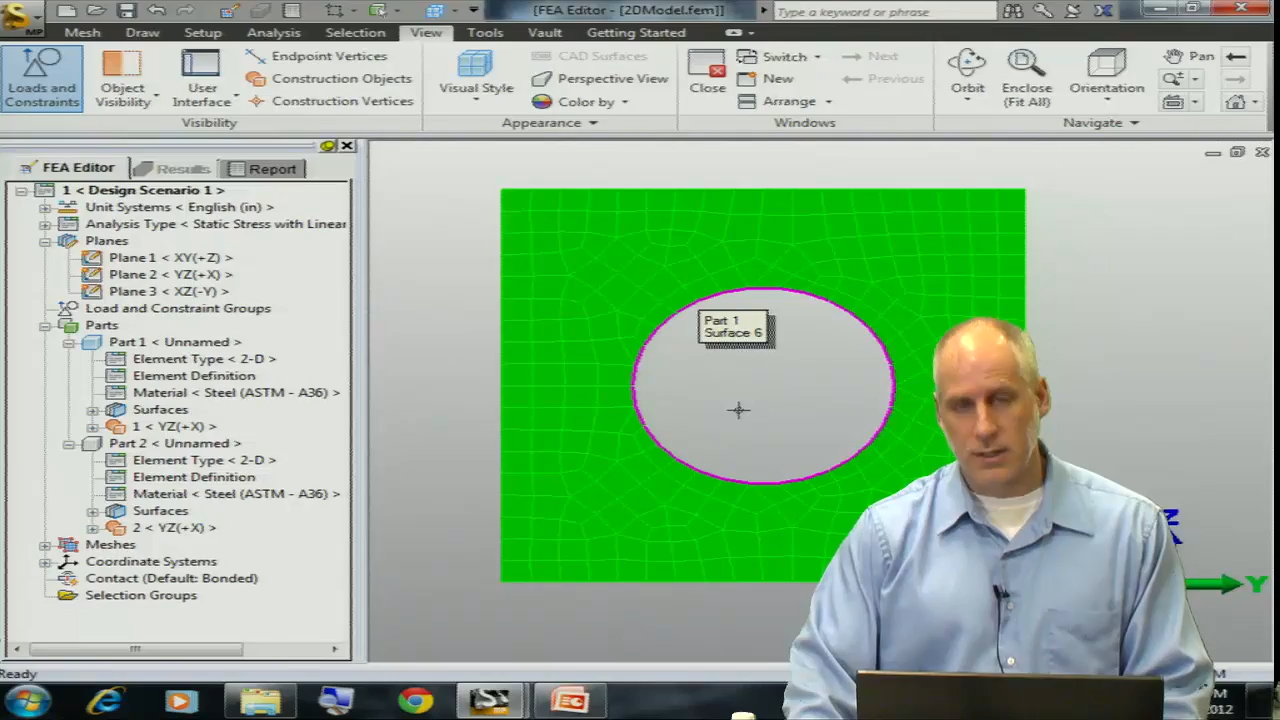 [FEA Editor - [2DModel.fem]]
Type a keyword or phrase
MP
Mesh Draw Setup Analysis Selection View Tools Vault Getting Started
Loads and Constraints
Object Visibility
User Interface
Endpoint Vertices
Construction Objects
Construction Vertices
Visibility
Visual Style
CAD Surfaces
Perspective View
Color by
Appearance
Close
Switch
New
Arrange
Next
Previous
Windows
Orbit
Enclose (Fit All)
Orientation
Pan
Navigate
FEA Editor Results Report
1 < Design Scenario 1 >
Unit Systems < English (in) >
Analysis Type < Static Stress with Linear
Planes
Plane 1 < XY(+Z) >
Plane 2 < YZ(+X) >
Plane 3 < XZ(-Y) >
Load and Constraint Groups
Parts
Part 1 < Unnamed >
Element Type < 2-D >
Element Definition
Material < Steel (ASTM - A36) >
Surfaces
1 < YZ(+X) >
Part 2 < Unnamed >
Element Type < 2-D >
Element Definition
Material < Steel (ASTM - A36) >
Surfaces
2 < YZ(+X) >
Meshes
Coordinate Systems
Contact (Default: Bonded)
Selection Groups
Part 1
Surface 6
Z
Y
Ready
M
M
2012